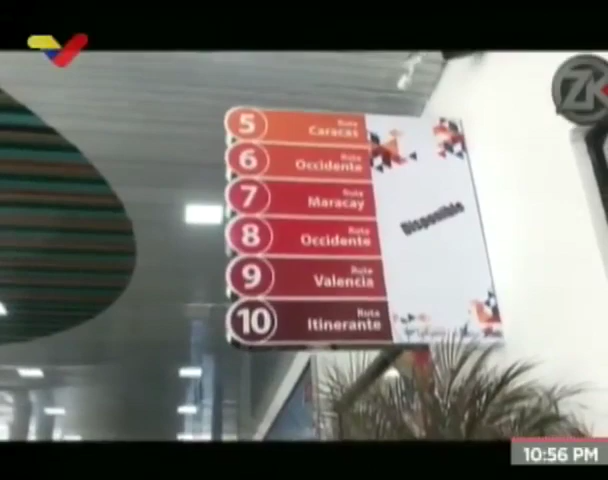 ZK
5
Ruta
Caracas
6
Ruta
Occidente
7
Ruta
Maracay
8
Ruta
Occidente
9
Ruta
Valencia
10
Ruta
Itinerante
Disponible
10:56 PM